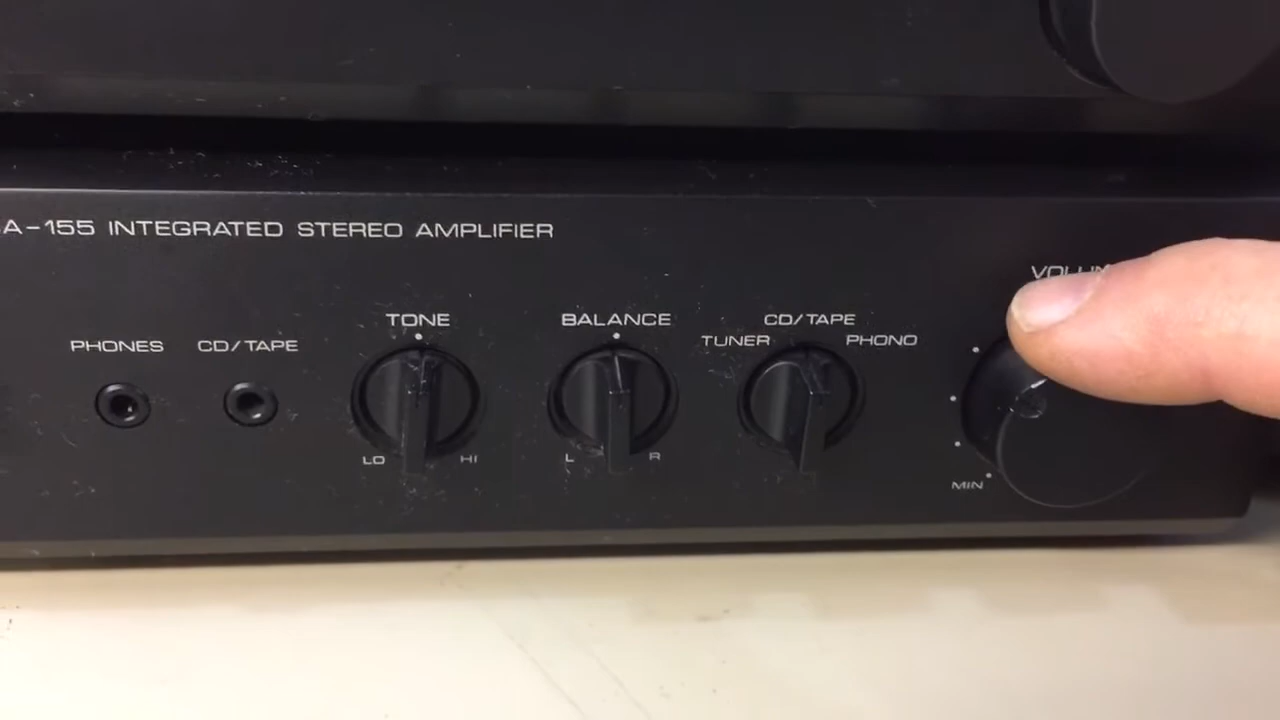 A-155 INTEGRATED STEREO AMPLIFIER
PHONES
CD/TAPE
TONE
LO
HI
BALANCE
L
R
CD/TAPE
TUNER
PHONO
MIN